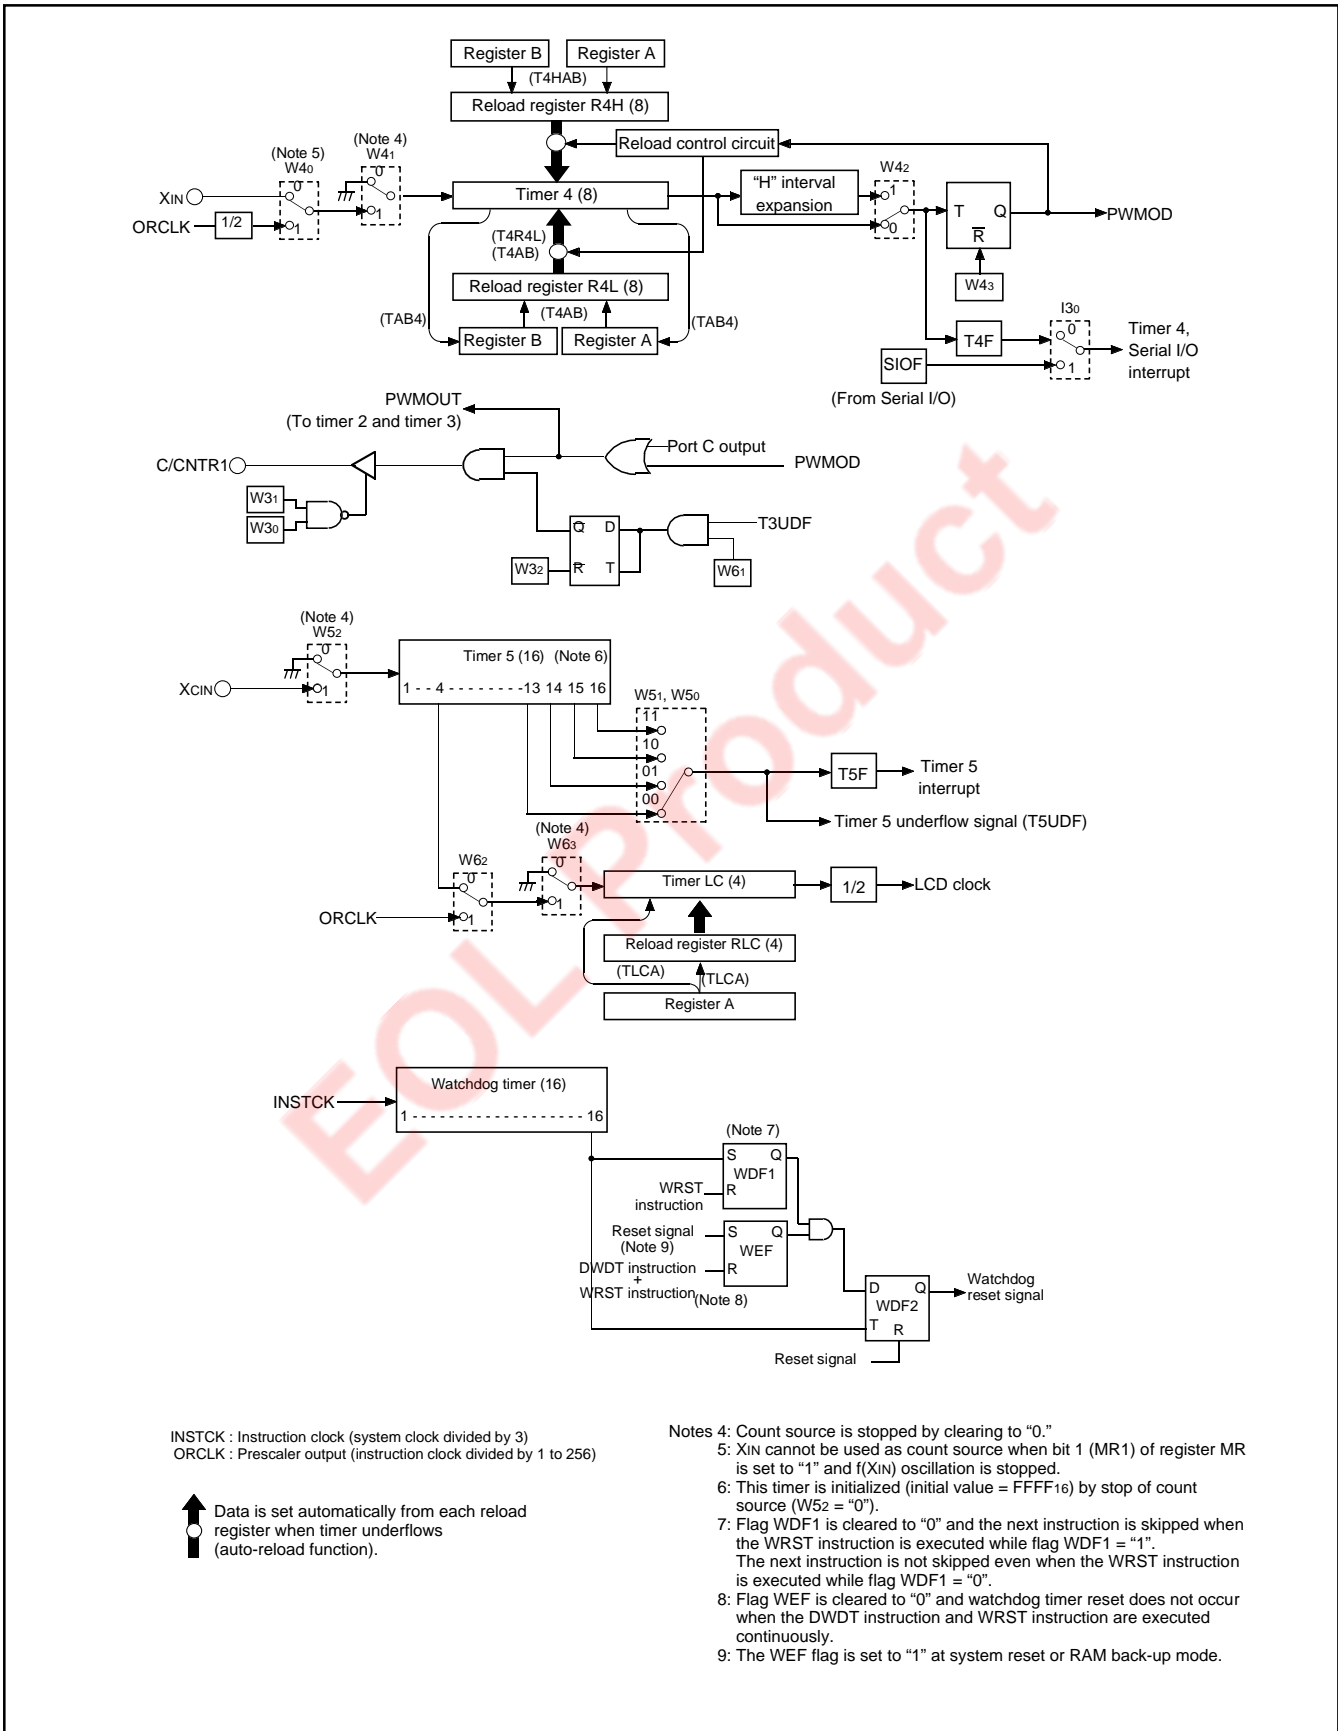 Register B Register A
(T4HAB)
Reload register R4H (8)
(Note 5)
W40
(Note 4)
W41
Reload control circuit
XIN
0
0
Timer 4 (8)
"H" interval
expansion
W42
1
0
T Q
R
PWMOD
ORCLK 1/2
1
1
(T4R4L)
(T4AB)
W43
Reload register R4L (8)
(TAB4)
(T4AB)
(TAB4)
Register B Register A
T4F
I30
0
1
Timer 4,
Serial I/O
interrupt
SIOF
(From Serial I/O)
PWMOUT
(To timer 2 and timer 3)
C/CNTR1
Port C output
PWMOD
W31
W30
Q D
R T
W32
T3UDF
W61
(Note 4)
W52
0
1
XCIN
Timer 5 (16) (Note 6)
1 - - 4 - - - - - - - - -13 14 15 16
W51, W50
11
10
01
00
T5F
Timer 5
interrupt
Timer 5 underflow signal (T5UDF)
W62
0
1
(Note 4)
W63
0
1
ORCLK
Timer LC (4)
1/2
LCD clock
Reload register RLC (4)
(TLCA) (TLCA)
Register A
INSTCK
Watchdog timer (16)
1 - - - - - - - - - - - - - - - - - - 16
(Note 7)
S Q
WDF1
R
WRST
instruction
Reset signal
(Note 9)
S Q
WEF
R
DWDT instruction
+
WRST instruction
(Note 8)
D Q
WDF2
T R
Watchdog
reset signal
Reset signal
INSTCK : Instruction clock (system clock divided by 3)
ORCLK : Prescaler output (instruction clock divided by 1 to 256)
Data is set automatically from each reload
register when timer underflows
(auto-reload function).
Notes 4: Count source is stopped by clearing to “0.”
5: XIN cannot be used as count source when bit 1 (MR1) of register MR
is set to “1” and f(XIN) oscillation is stopped.
6: This timer is initialized (initial value = FFFF16) by stop of count
source (W52 = “0”).
7: Flag WDF1 is cleared to “0” and the next instruction is skipped when
the WRST instruction is executed while flag WDF1 = “1”.
The next instruction is not skipped even when the WRST instruction
is executed while flag WDF1 = “0”.
8: Flag WEF is cleared to “0” and watchdog timer reset does not occur
when the DWDT instruction and WRST instruction are executed
continuously.
9: The WEF flag is set to “1” at system reset or RAM back-up mode.
EOL Product